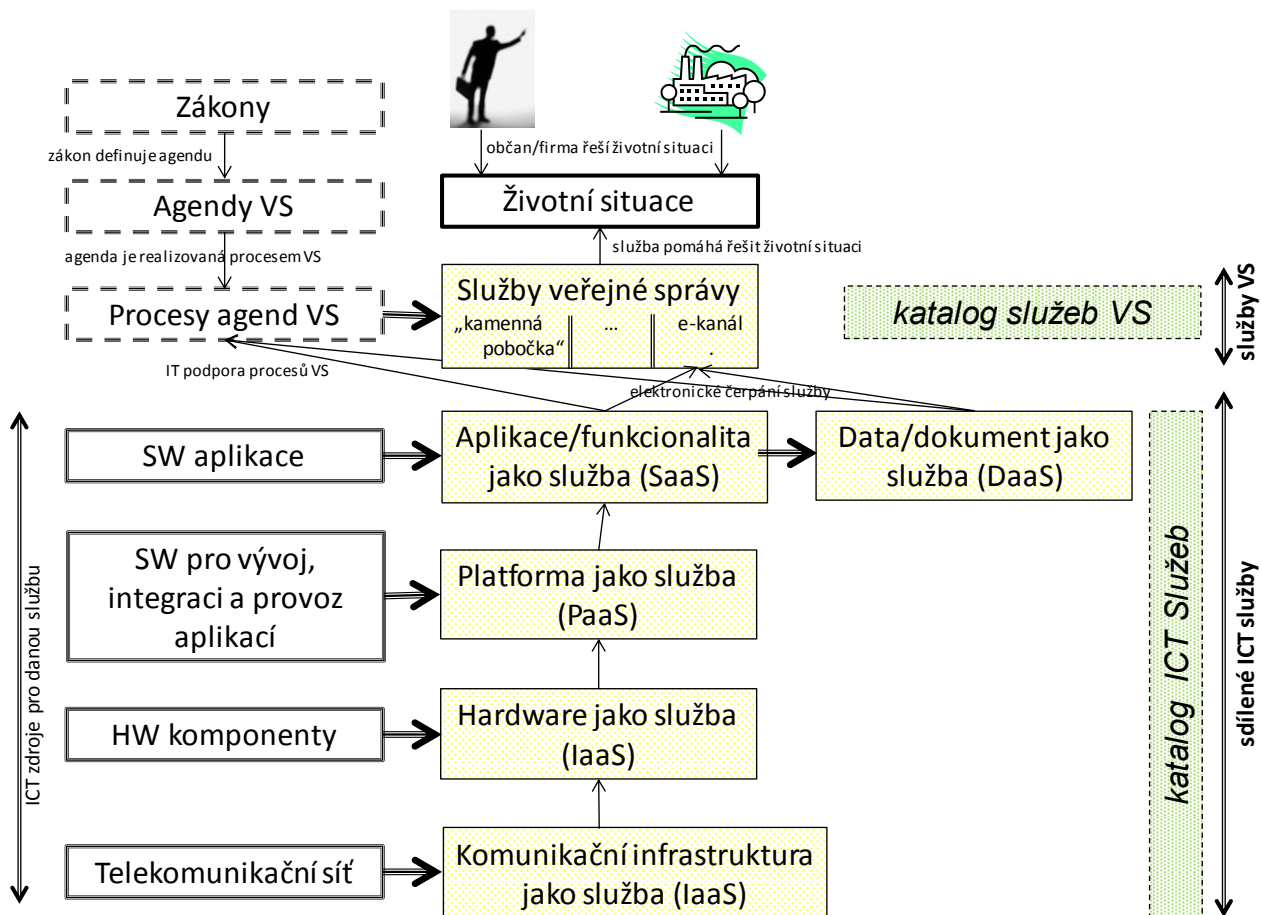 Zákony
zákon definuje agendu
občan/firma řeší životní situaci
Agendy VS
Životní situace
agenda je realizovaná procesem VS
služba pomáhá řešit životní situaci
Procesy agend VS
Služby veřejné správy
„kamenná
pobočka“
...
e-kanál
.
katalog služeb VS
služby VS
IT podpora procesů VS
elektronické čerpání služby
SW aplikace
Aplikace/funkcionalita
jako služba (SaaS)
Data/dokument jako
služba (DaaS)
SW pro vývoj,
integraci a provoz
aplikací
Platforma jako služba
(PaaS)
HW komponenty
Hardware jako služba
(IaaS)
Telekomunikační síť
Komunikační infrastruktura
jako služba (IaaS)
ICT zdroje pro danou službu
katalog ICT Služeb
sdílené ICT služby